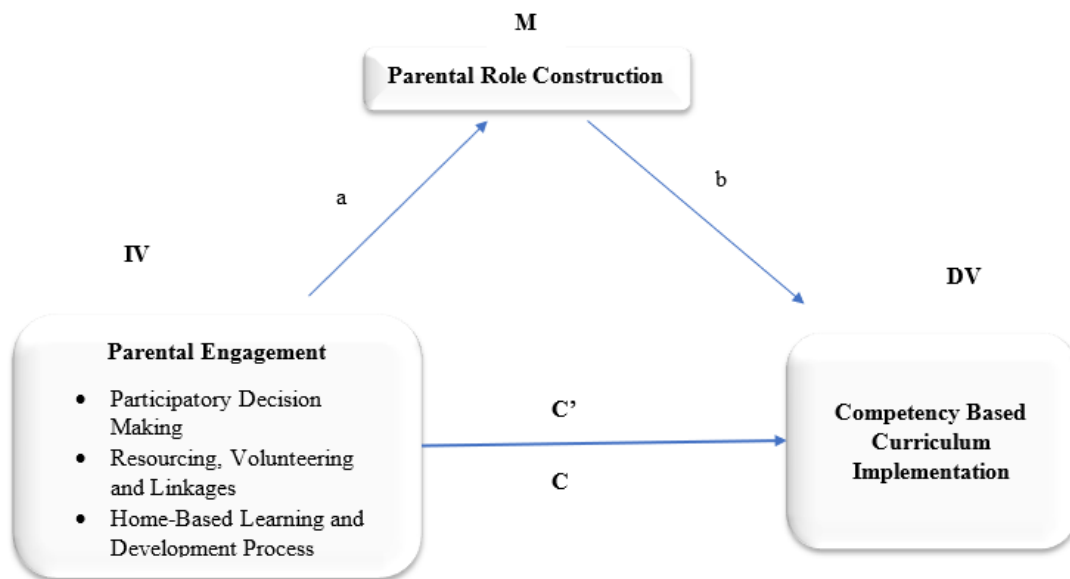 M
Parental Role Construction
a
b
IV
DV
Parental Engagement
• Participatory Decision
Making
• Resourcing, Volunteering
and Linkages
• Home-Based Learning and
Development Process
C’
C
Competency Based
Curriculum
Implementation